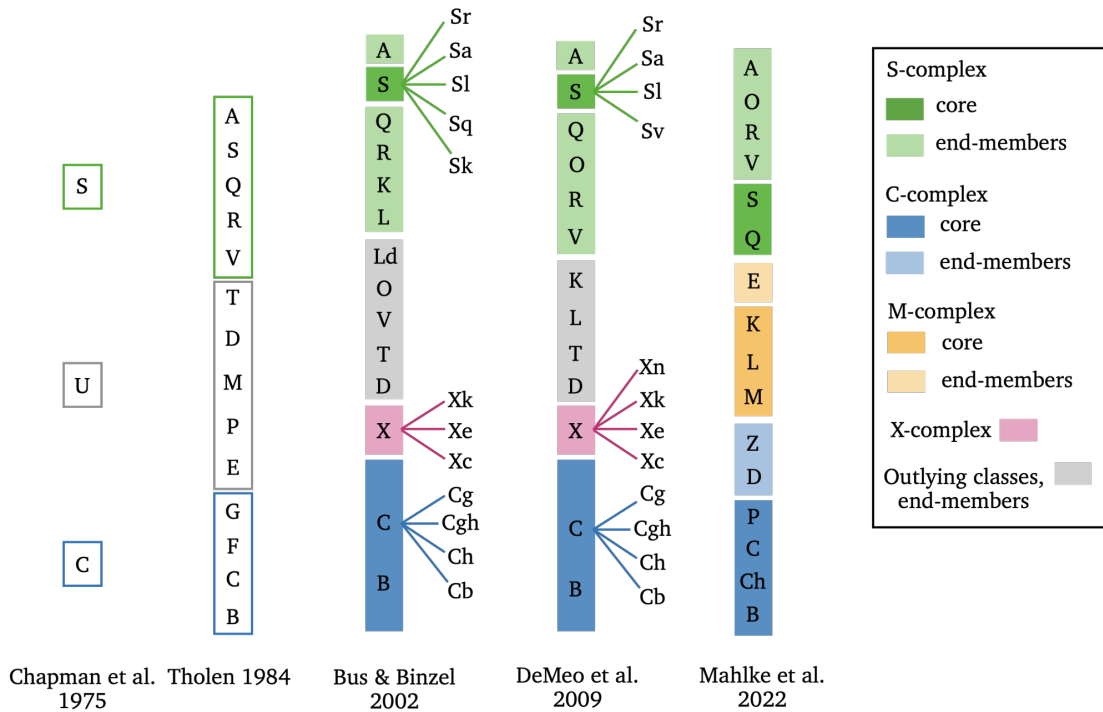 S
U
C
Chapman et al.
1975
A
S
Q
R
V
T
D
M
P
E
G
F
C
B
Tholen 1984
A
S
Sr
Sa
Sl
Sq
Sk
Q
R
K
L
Ld
O
V
T
D
X
Xk
Xe
Xc
C
B
Cg
Cgh
Ch
Cb
Bus & Binzel
2002
A
S
Sr
Sa
Sl
Sv
Q
O
R
V
K
L
T
D
X
Xn
Xk
Xe
Xc
C
B
Cg
Cgh
Ch
Cb
DeMeo et al.
2009
A
O
R
V
S
Q
E
K
L
M
Z
D
P
C
Ch
B
Mahlke et al.
2022
S-complex
core
end-members
C-complex
core
end-members
M-complex
core
end-members
X-complex
Outlying classes,
end-members